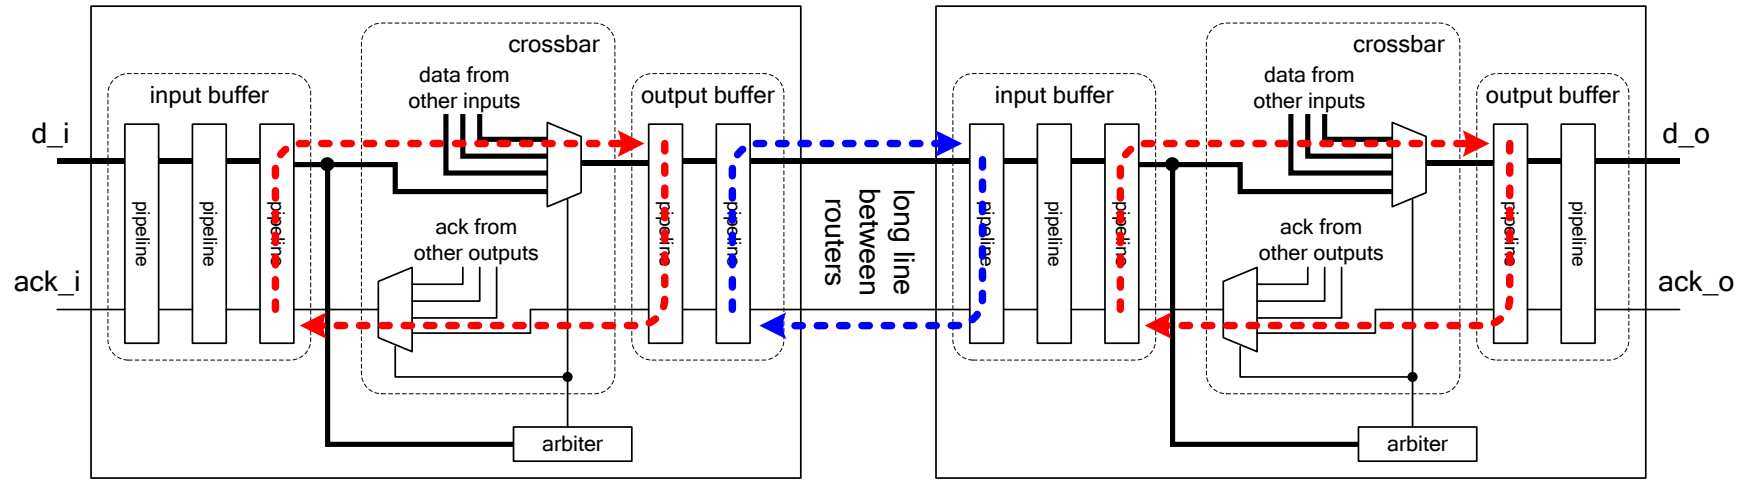 crossbar
data from
other inputs
input buffer
output buffer
d_i
pipeline
pipeline
pipeline
pipeline
pipeline
ack from
other outputs
ack_i
arbiter
long line
between
routers
crossbar
data from
other inputs
input buffer
output buffer
d_o
pipeline
pipeline
pipeline
pipeline
pipeline
ack from
other outputs
ack_o
arbiter